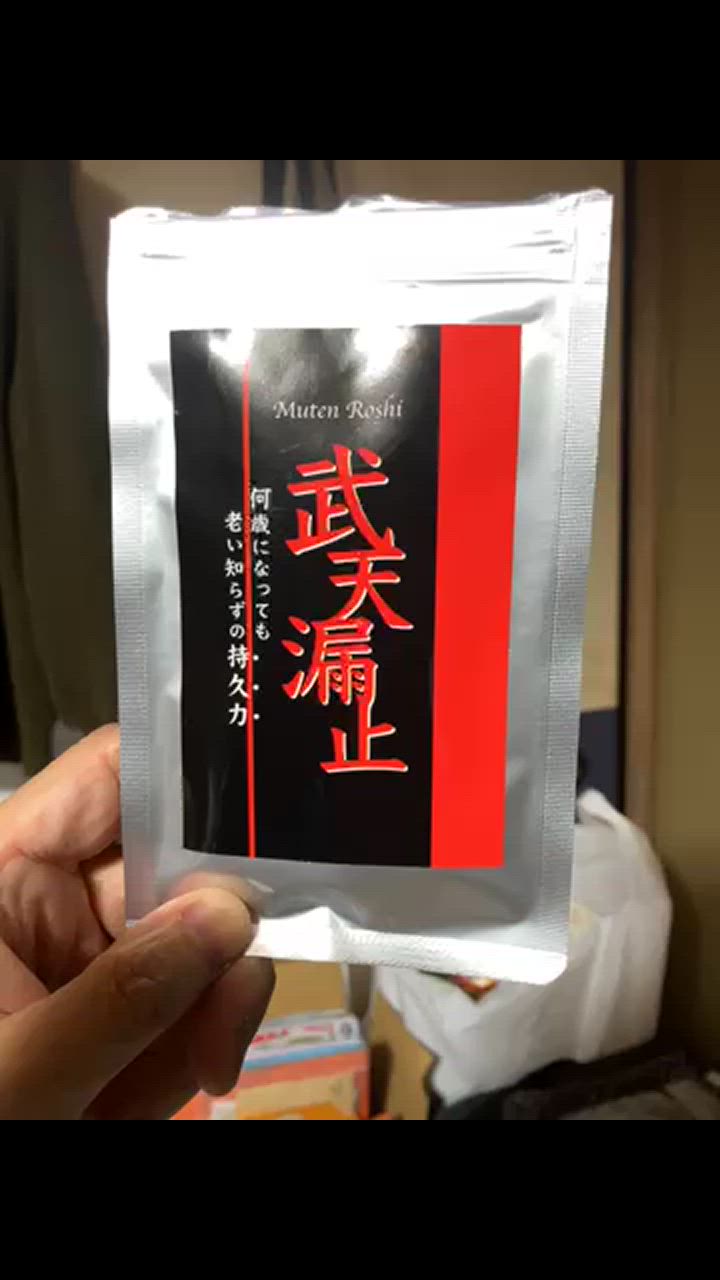 Muten Roshi
武天漏止
何歳になっても・・・
老い知らずの持久力